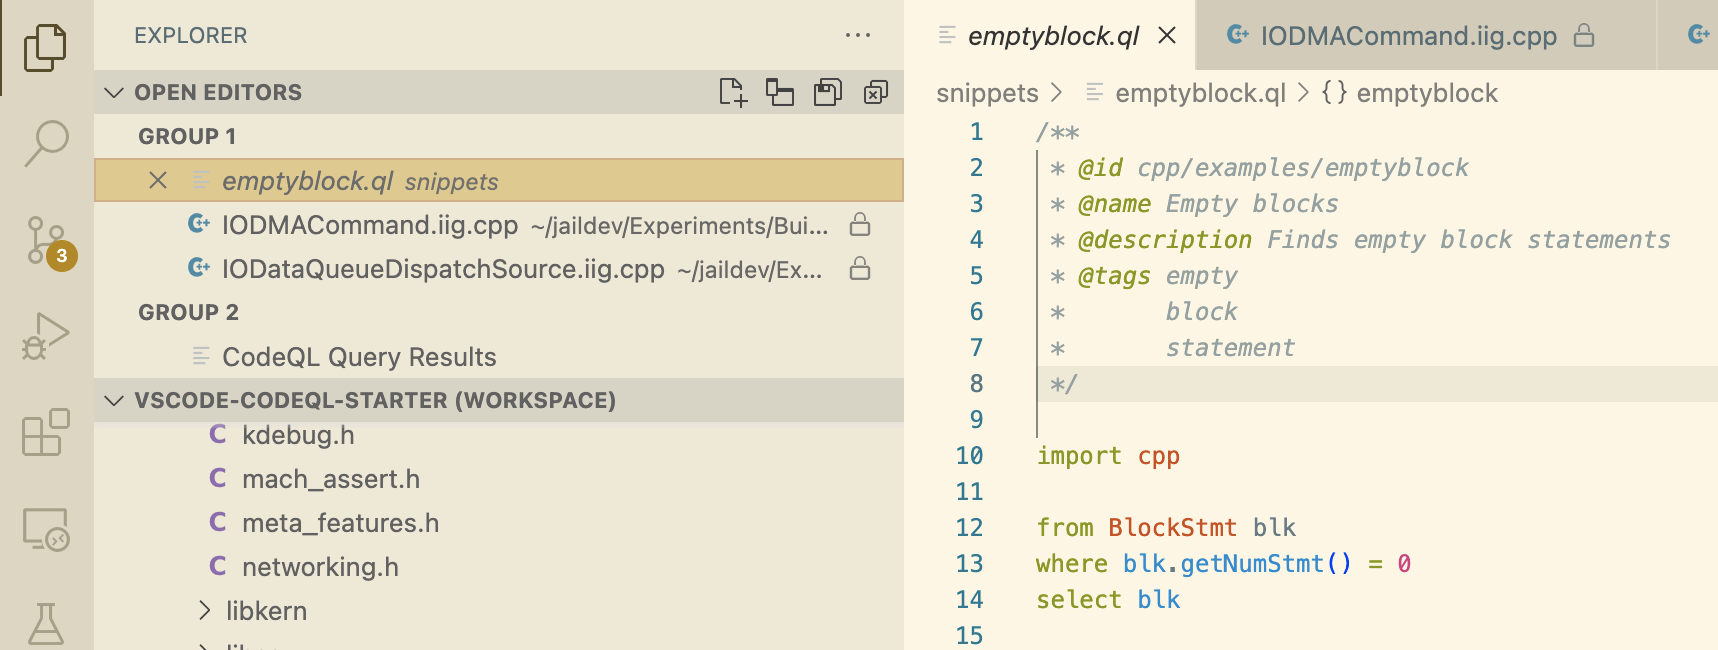 EXPLORER
OPEN EDITORS
GROUP 1
emptyblock.ql snippets
IODMACommand.iig.cpp ~/jaildev/Experiments/Bui...
IODataQueueDispatchSource.iig.cpp ~/jaildev/Ex...
GROUP 2
CodeQL Query Results
VSCODE-CODEQL-STARTER (WORKSPACE)
C kdebug.h
C mach_assert.h
C meta_features.h
C networking.h
> libkern
3
emptyblock.ql
IODMACommand.iig.cpp
snippets > emptyblock.ql > {} emptyblock
1 /**
2 * @id cpp/examples/emptyblock
3 * @name Empty blocks
4 * @description Finds empty block statements
5 * @tags empty
6 *       block
7 *       statement
8 */
9
10 import cpp
11
12 from BlockStmt blk
13 where blk.getNumStmt() = 0
14 select blk
15